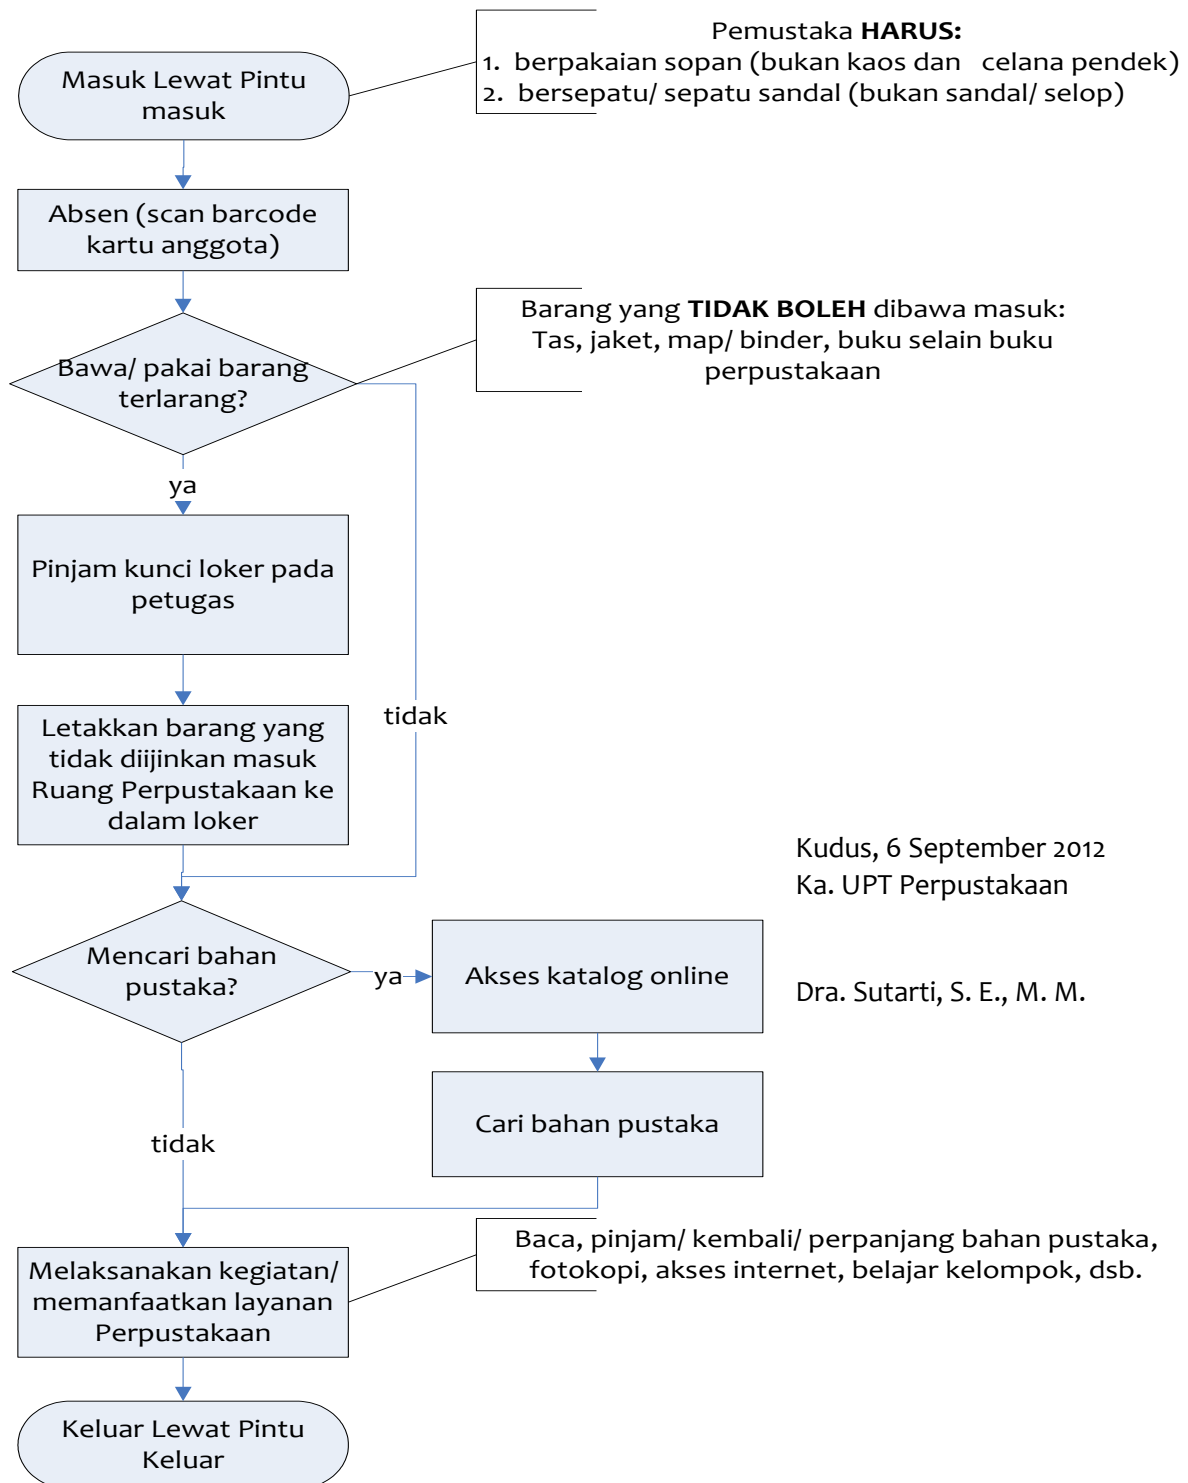 Pemustaka HARUS:
1. berpakaian sopan (bukan kaos dan celana pendek)
2. bersepatu/ sepatu sandal (bukan sandal/ selop)
Masuk Lewat Pintu
masuk
Absen (scan barcode
kartu anggota)
Barang yang TIDAK BOLEH dibawa masuk:
Tas, jaket, map/ binder, buku selain buku
perpustakaan
Bawa/ pakai barang
terlarang?
ya
Pinjam kunci loker pada
petugas
tidak
Letakkan barang yang
tidak diijinkan masuk
Ruang Perpustakaan ke
dalam loker
Kudus, 6 September 2012
Ka. UPT Perpustakaan
Dra. Sutarti, S. E., M. M.
Mencari bahan
pustaka?
ya
Akses katalog online
Cari bahan pustaka
tidak
Baca, pinjam/ kembali/ perpanjang bahan pustaka,
fotokopi, akses internet, belajar kelompok, dsb.
Melaksanakan kegiatan/
memanfaatkan layanan
Perpustakaan
Keluar Lewat Pintu
Keluar